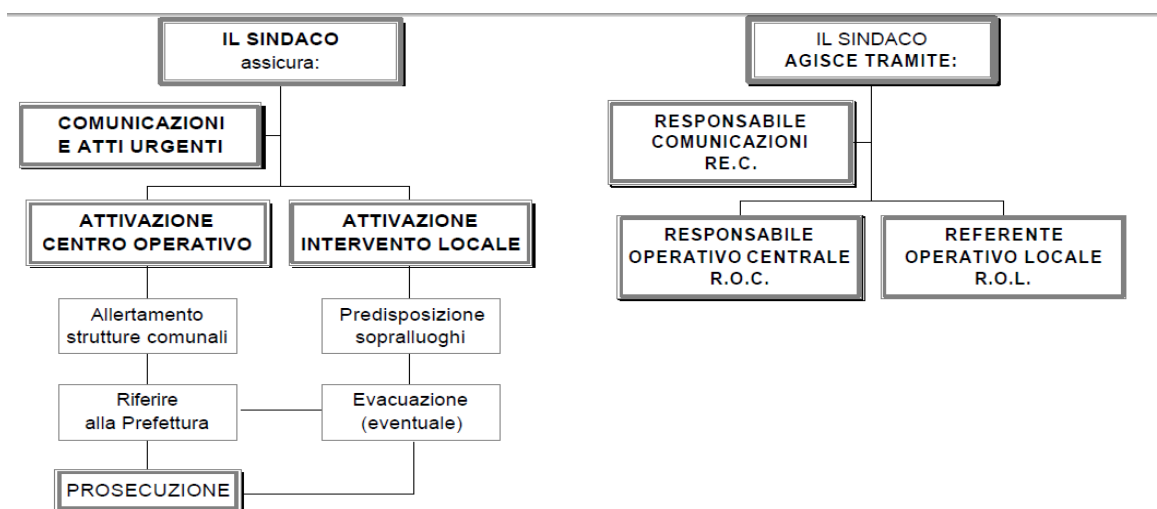 IL SINDACO
assicura:
COMUNICAZIONI
E ATTI URGENTI
ATTIVAZIONE
CENTRO OPERATIVO
ATTIVAZIONE
INTERVENTO LOCALE
Allertamento
strutture comunali
Predisposizione
sopralluoghi
Riferire
alla Prefettura
Evacuazione
(eventuale)
PROSECUZIONE
IL SINDACO
AGISCE TRAMITE:
RESPONSABILE
COMUNICAZIONI
RE.C.
RESPONSABILE
OPERATIVO CENTRALE
R.O.C.
REFERENTE
OPERATIVO LOCALE
R.O.L.